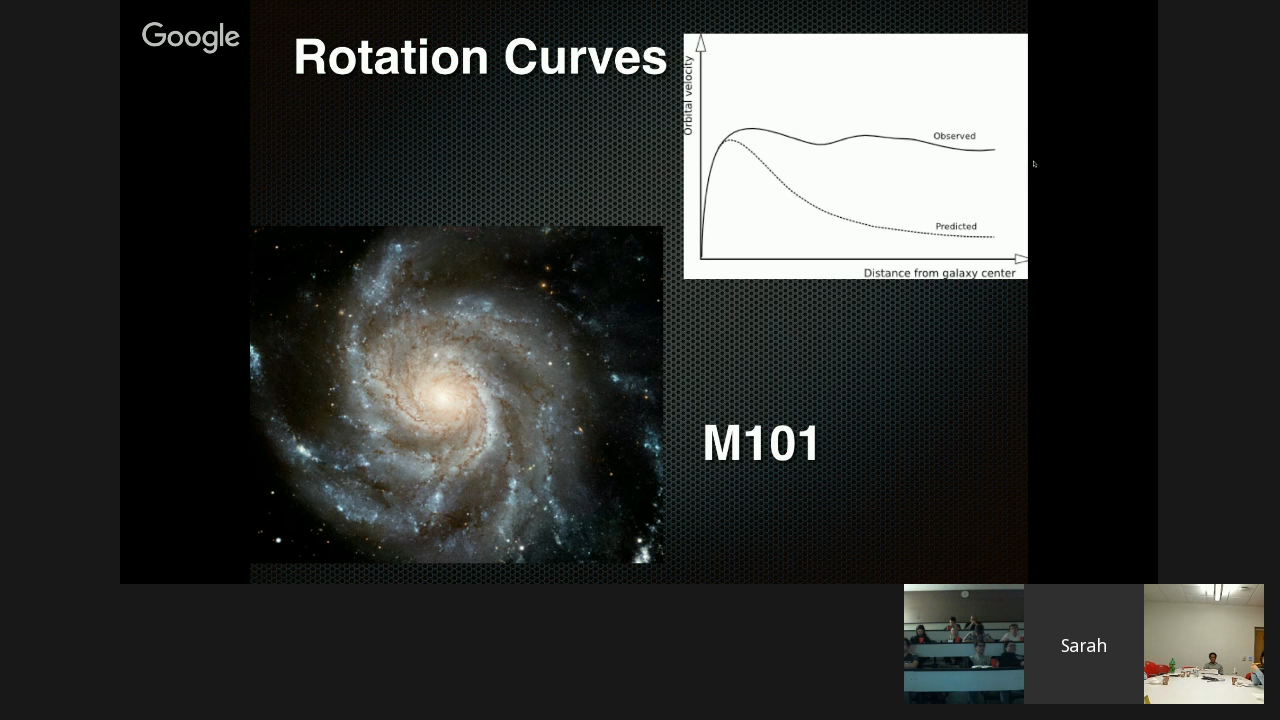 Google
Rotation Curves
Orbital velocity
Observed
Predicted
Distance from galaxy center
M101
Sarah